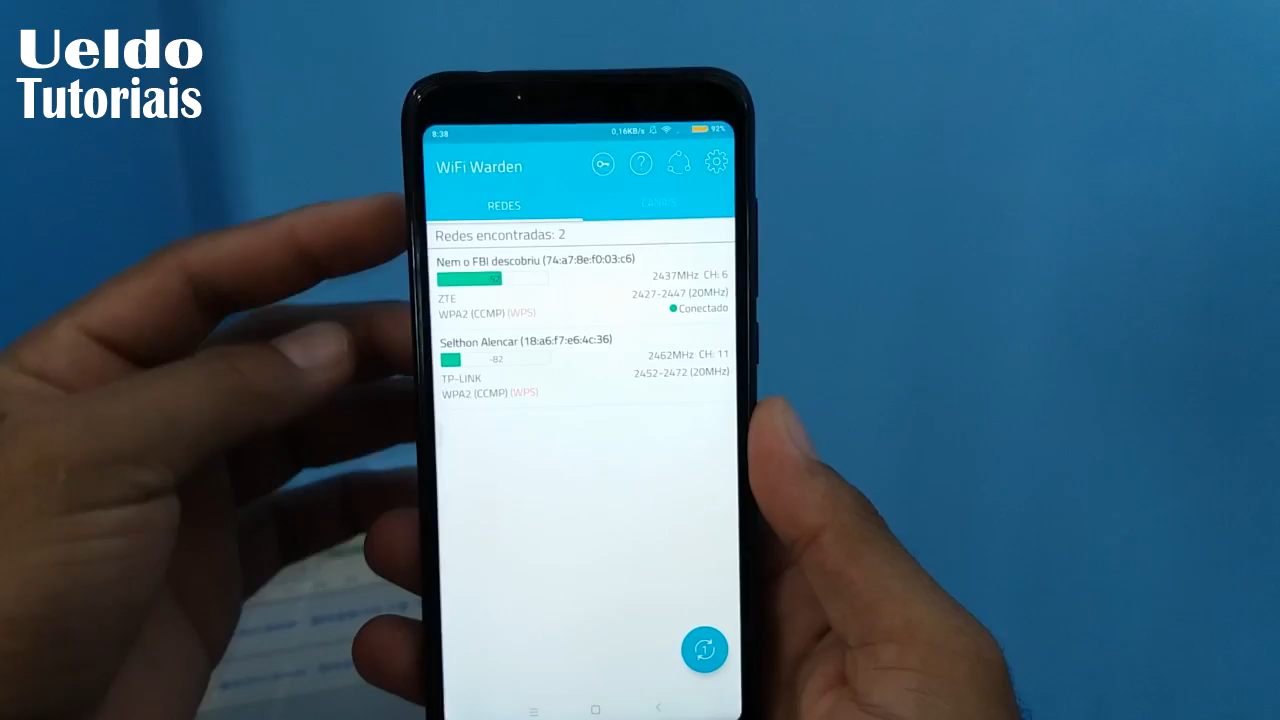 Ueldo
Tutoriais
8:38
0,16KB/s
92%
WiFi Warden
REDES
CANAIS
Redes encontradas: 2
Nem o FBI descobriu (74:a7:8e:f0:03:c6)
2437MHz CH: 6
ZTE
2427-2447 (20MHz)
WPA2 (CCMP) (WPS)
Conectado
Selthon Alencar (18:a6:f7:e6:4c:36)
-82
2462MHz CH: 11
TP-LINK
2452-2472 (20MHz)
WPA2 (CCMP) (WPS)
1